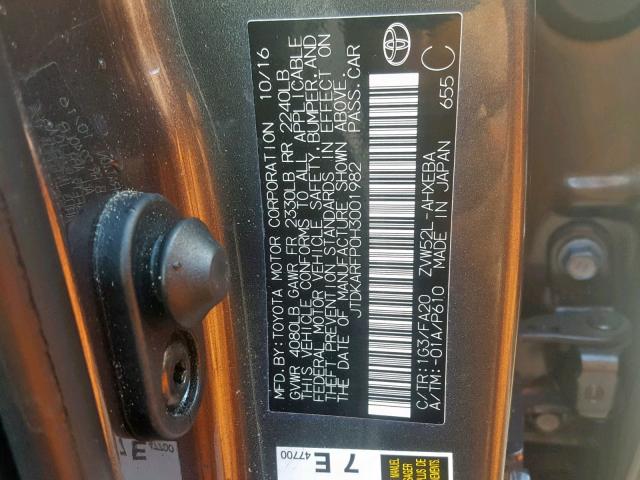 MFD.BY:TOYOTA MOTOR CORPORATION 10/16
GVWR 4080LB GAWR FR 2330LB RR 2240LB
THIS VEHICLE CONFORMS TO ALL APPLICABLE
FEDERAL MOTOR VEHICLE SAFETY, BUMPER, AND
THEFT PREVENTION STANDARDS IN EFFECT ON
THE DATE OF MANUFACTURE SHOWN ABOVE.
JTDKARFP0H3001982 PASS.CAR
C/TR:1G3/FA20 ZVW52L-AHXEBA
A/TM:-01A/P610 MADE IN JAPAN 655 C
7E
47700
MANUEL